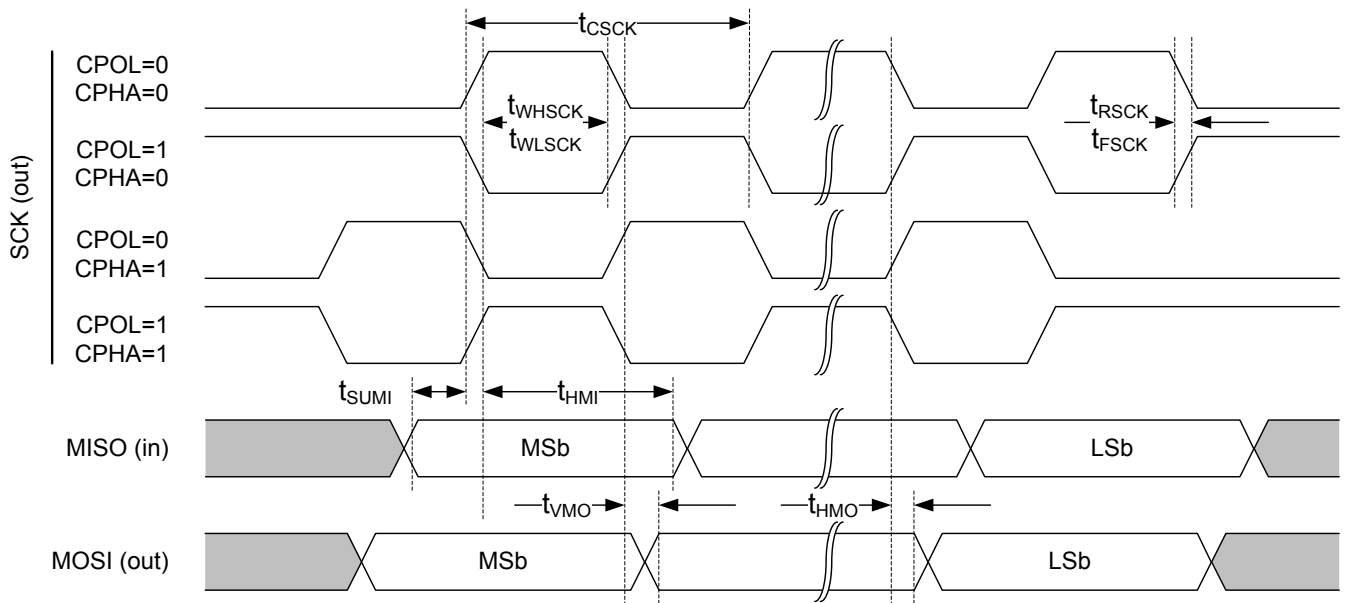 tCSCK
SCK (out)
CPOL=0
CPHA=0
tWHSCK
tWLSCK
tRSCK
tFSCK
CPOL=1
CPHA=0
CPOL=0
CPHA=1
CPOL=1
CPHA=1
tSUMI
tHMI
MISO (in)
MSb
LSb
tVMO
tHMO
MOSI (out)
MSb
LSb